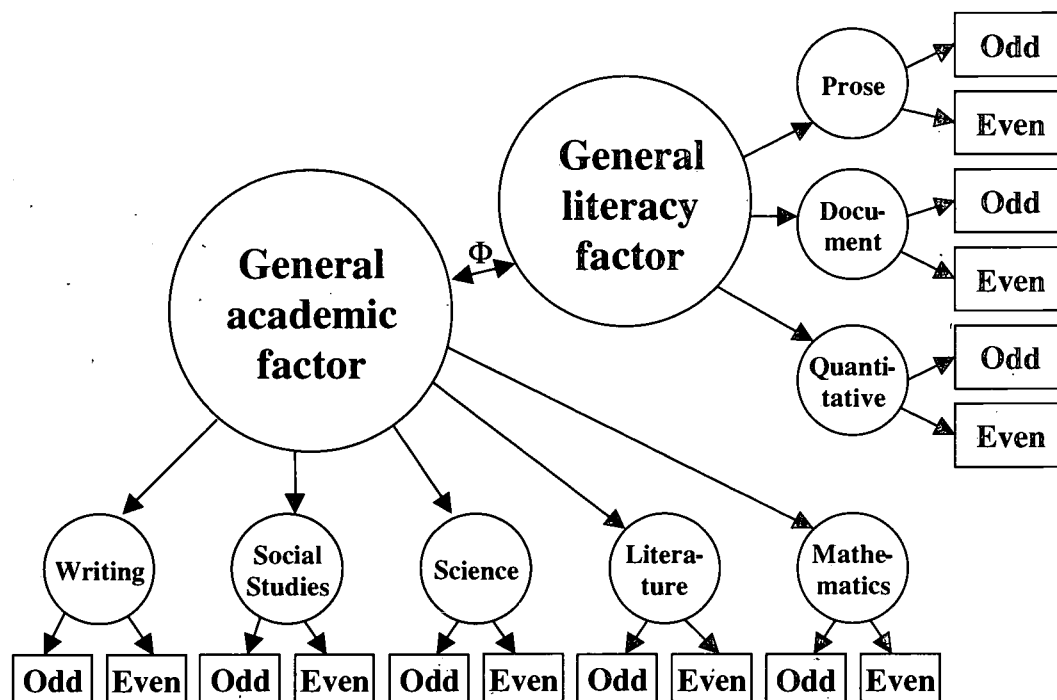 Odd
Prose
Even
General
literacy
factor
Odd
Docu-
ment
Even
Φ
General
academic
factor
Odd
Quanti-
tative
Even
Writing
Social
Studies
Science
Litera-
ture
Mathe-
matics
Odd Even Odd Even Odd Even Odd Even Odd Even